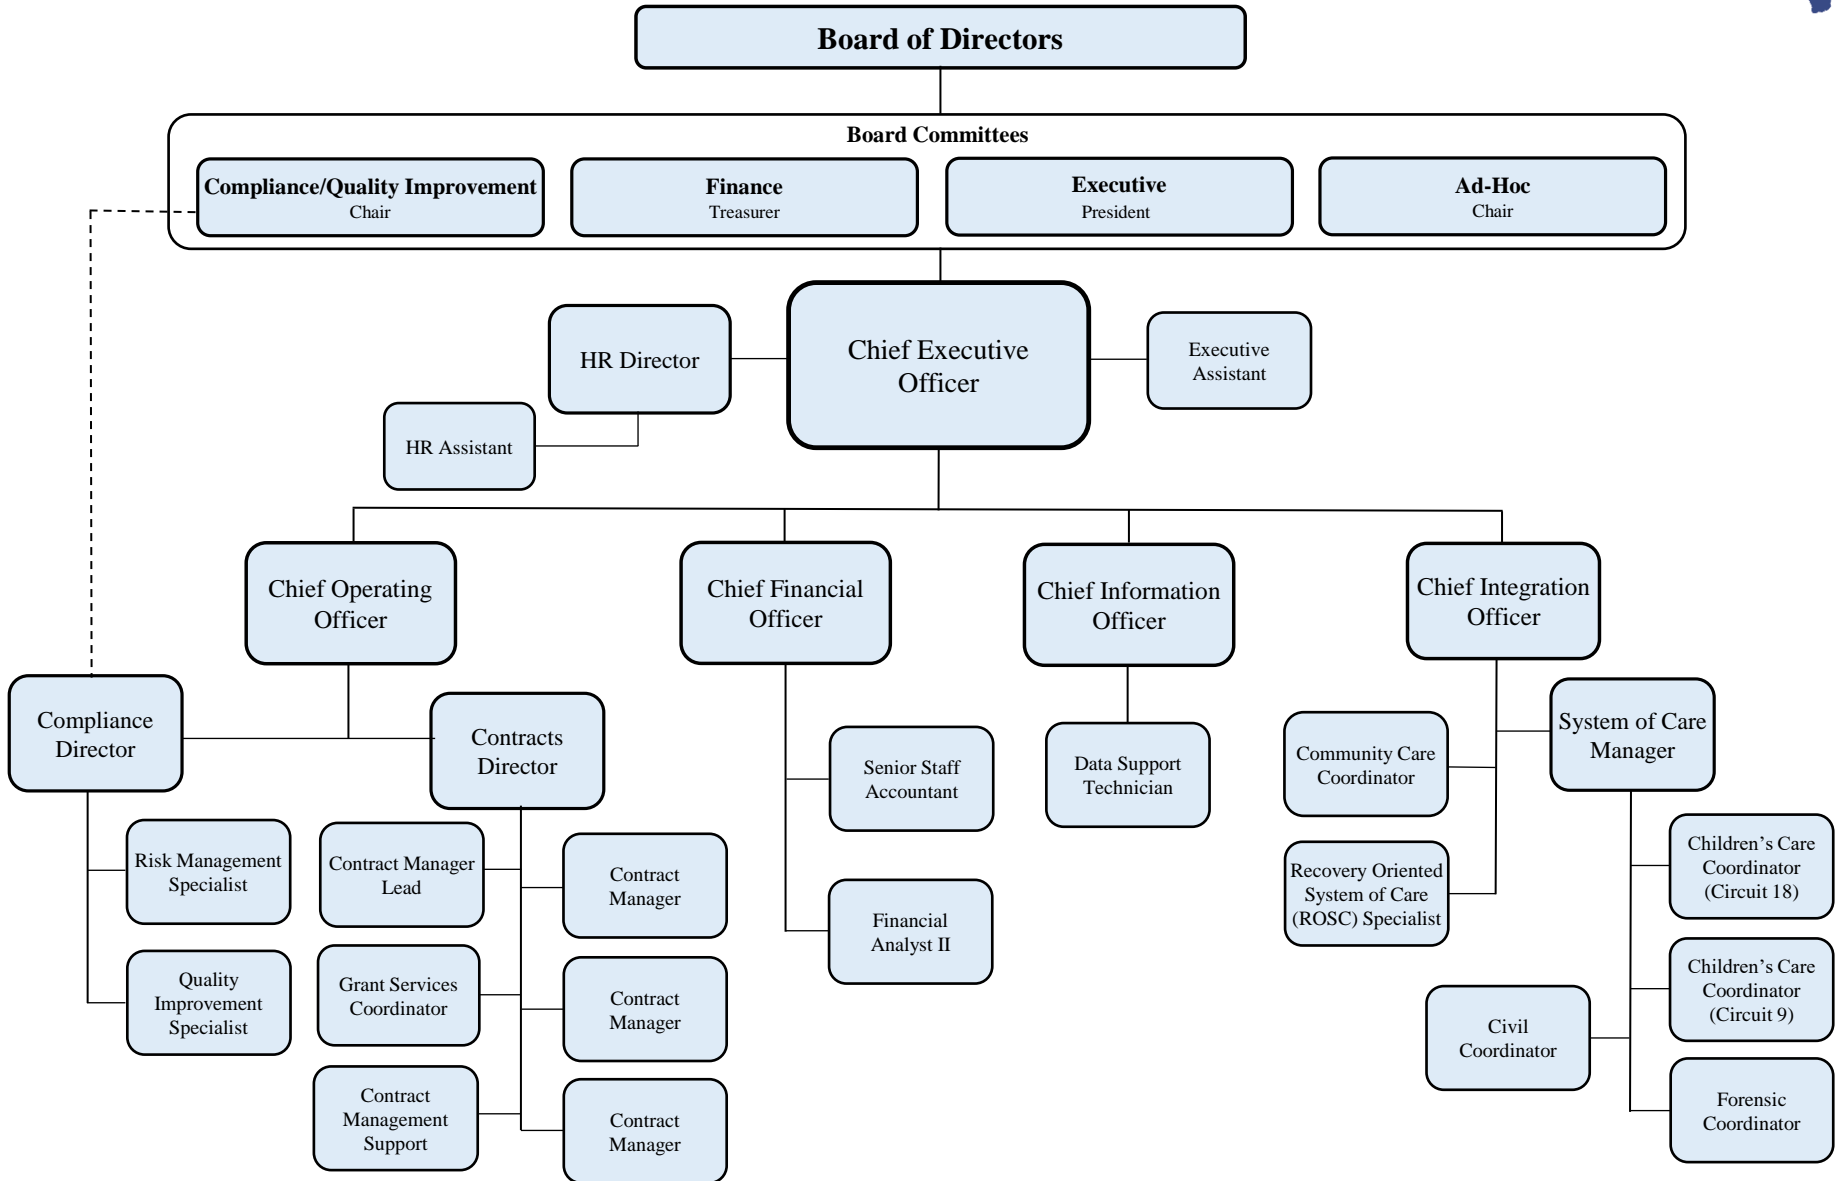 Board of Directors
Board Committees
Compliance/Quality Improvement
Chair
Finance
Treasurer
Executive
President
Ad-Hoc
Chair
HR Director
Chief Executive
Officer
Executive
Assistant
HR Assistant
Chief Operating
Officer
Chief Financial
Officer
Chief Information
Officer
Chief Integration
Officer
Compliance
Director
Contracts
Director
Risk Management
Specialist
Quality
Improvement
Specialist
Contract Manager
Lead
Grant Services
Coordinator
Contract
Management
Support
Contract
Manager
Contract
Manager
Contract
Manager
Senior Staff
Accountant
Financial
Analyst II
Data Support
Technician
Community Care
Coordinator
Recovery Oriented
System of Care
(ROSC) Specialist
System of Care
Manager
Children’s Care
Coordinator
(Circuit 18)
Children’s Care
Coordinator
(Circuit 9)
Civil
Coordinator
Forensic
Coordinator